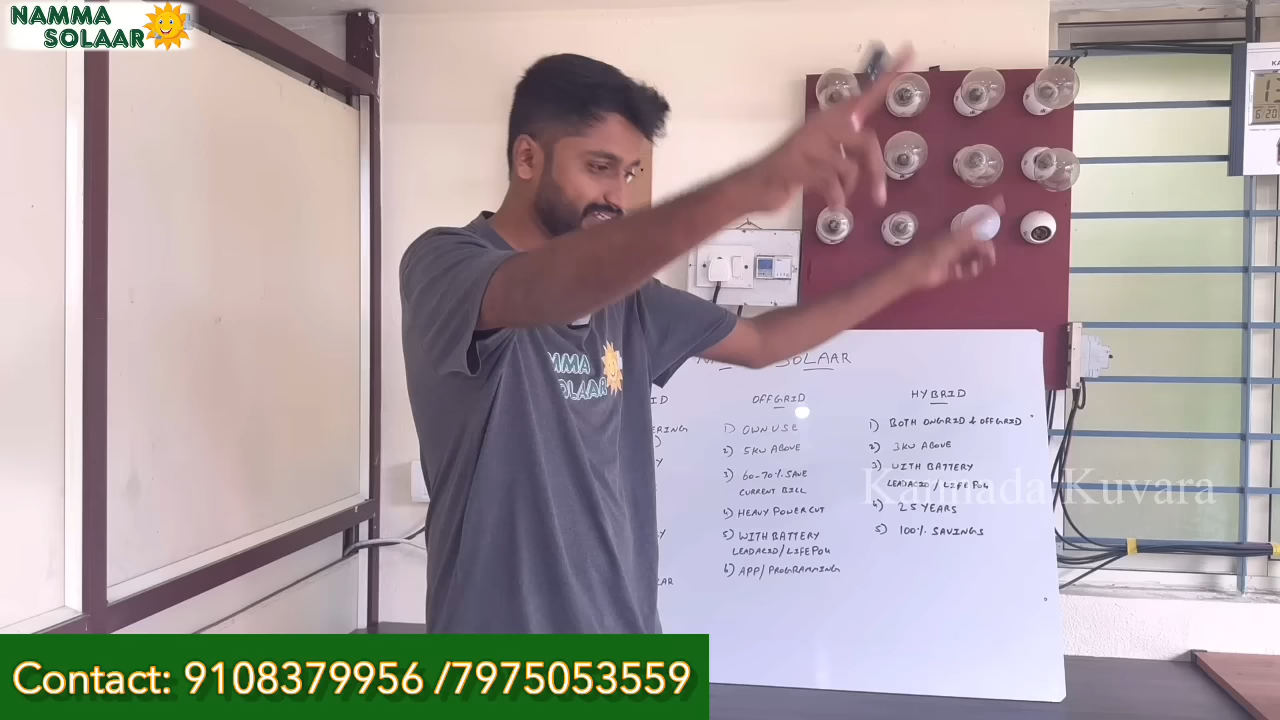 NAMMA
SOLAAR
MMA
SOLAAR
SOLAAR
OFFGRID
1) OWN USE
2) 5KW ABOVE
3) 60-70% SAVE
CURRENT BILL
4) HEAVY POWERCUT
5) WITH BATTERY
LEADACID/LIFEPO4
6) APP/PROGRAMMING
HYBRID
1) BOTH ONGRID & OFFGRID
2) 3KW ABOVE
3) WITH BATTERY
LEADACID/LIFEPO4
4) 25 YEARS
5) 100% SAVINGS
Kannada Kuvara
Contact: 9108379956 /7975053559